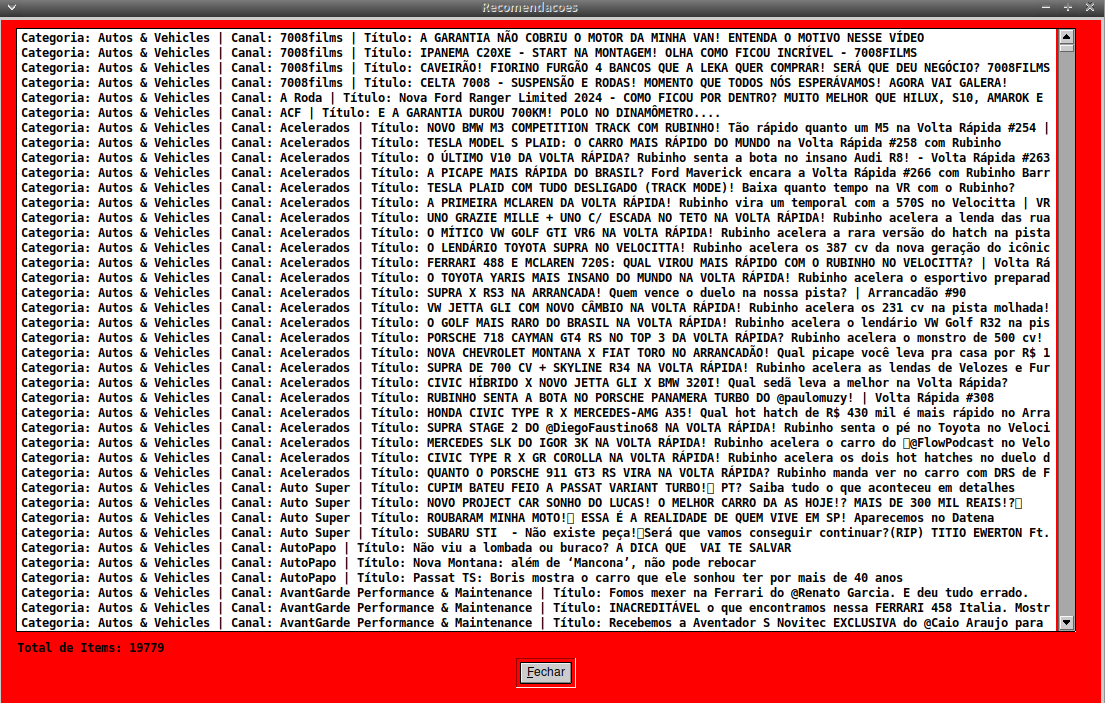 Recomendacoes
Categoria: Autos & Vehicles | Canal: 7008films | Título: A GARANTIA NÃO COBRIU O MOTOR DA MINHA VAN! ENTENDA O MOTIVO NESSE VÍDEO
Categoria: Autos & Vehicles | Canal: 7008films | Título: IPANEMA C20XE - START NA MONTAGEM! OLHA COMO FICOU INCRÍVEL - 7008FILMS
Categoria: Autos & Vehicles | Canal: 7008films | Título: CAVEIRÃO! FIORINO FURGÃO 4 BANCOS QUE A LEKA QUER COMPRAR! SERÁ QUE DEU NEGÓCIO? 7008FILMS
Categoria: Autos & Vehicles | Canal: 7008films | Título: CELTA 7008 - SUSPENSÃO E RODAS! MOMENTO QUE TODOS NÓS ESPERÁVAMOS! AGORA VAI GALERA!
Categoria: Autos & Vehicles | Canal: A Roda | Título: Nova Ford Ranger Limited 2024 - COMO FICOU POR DENTRO? MUITO MELHOR QUE HILUX, S10, AMAROK E
Categoria: Autos & Vehicles | Canal: ACF | Título: E A GARANTIA DUROU 700KM! POLO NO DINAMÔMETRO....
Categoria: Autos & Vehicles | Canal: Acelerados | Título: NOVO BMW M3 COMPETITION TRACK COM RUBINHO! Tão rápido quanto um M5 na Volta Rápida #254 |
Categoria: Autos & Vehicles | Canal: Acelerados | Título: TESLA MODEL S PLAID: O CARRO MAIS RÁPIDO DO MUNDO na Volta Rápida #258 com Rubinho
Categoria: Autos & Vehicles | Canal: Acelerados | Título: O ÚLTIMO V10 DA VOLTA RÁPIDA? Rubinho senta a bota no insano Audi R8! - Volta Rápida #263
Categoria: Autos & Vehicles | Canal: Acelerados | Título: A PICAPE MAIS RÁPIDA DO BRASIL? Ford Maverick encara a Volta Rápida #266 com Rubinho Barr
Categoria: Autos & Vehicles | Canal: Acelerados | Título: TESLA PLAID COM TUDO DESLIGADO (TRACK MODE)! Baixa quanto tempo na VR com o Rubinho?
Categoria: Autos & Vehicles | Canal: Acelerados | Título: A PRIMEIRA MCLAREN DA VOLTA RÁPIDA! Rubinho vira um temporal com a 570S no Velocitta | VR
Categoria: Autos & Vehicles | Canal: Acelerados | Título: UNO GRAZIE MILLE + UNO C/ ESCADA NO TETO NA VOLTA RÁPIDA! Rubinho acelera a lenda das rua
Categoria: Autos & Vehicles | Canal: Acelerados | Título: O MÍTICO VW GOLF GTI VR6 NA VOLTA RÁPIDA! Rubinho acelera a rara versão do hatch na pista
Categoria: Autos & Vehicles | Canal: Acelerados | Título: O LENDÁRIO TOYOTA SUPRA NO VELOCITTA! Rubinho acelera os 387 cv da nova geração do icônic
Categoria: Autos & Vehicles | Canal: Acelerados | Título: FERRARI 488 E MCLAREN 720S: QUAL VIROU MAIS RÁPIDO COM O RUBINHO NO VELOCITTA? | Volta Rá
Categoria: Autos & Vehicles | Canal: Acelerados | Título: O TOYOTA YARIS MAIS INSANO DO MUNDO NA VOLTA RÁPIDA! Rubinho acelera o esportivo preparad
Categoria: Autos & Vehicles | Canal: Acelerados | Título: SUPRA X RS3 NA ARRANCADA! Quem vence o duelo na nossa pista? | Arrancadão #90
Categoria: Autos & Vehicles | Canal: Acelerados | Título: VW JETTA GLI COM NOVO CÂMBIO NA VOLTA RÁPIDA! Rubinho acelera os 231 cv na pista molhada!
Categoria: Autos & Vehicles | Canal: Acelerados | Título: O GOLF MAIS RARO DO BRASIL NA VOLTA RÁPIDA! Rubinho acelera o lendário VW Golf R32 na pis
Categoria: Autos & Vehicles | Canal: Acelerados | Título: PORSCHE 718 CAYMAN GT4 RS NO TOP 3 DA VOLTA RÁPIDA? Rubinho acelera o monstro de 500 cv!
Categoria: Autos & Vehicles | Canal: Acelerados | Título: NOVA CHEVROLET MONTANA X FIAT TORO NO ARRANCADÃO! Qual picape você leva pra casa por R$ 1
Categoria: Autos & Vehicles | Canal: Acelerados | Título: SUPRA DE 700 CV + SKYLINE R34 NA VOLTA RÁPIDA! Rubinho acelera as lendas de Velozes e Fur
Categoria: Autos & Vehicles | Canal: Acelerados | Título: CIVIC HÍBRIDO X NOVO JETTA GLI X BMW 320I! Qual sedã leva a melhor na Volta Rápida?
Categoria: Autos & Vehicles | Canal: Acelerados | Título: RUBINHO SENTA A BOTA NO PORSCHE PANAMERA TURBO DO @paulomuzy! | Volta Rápida #308
Categoria: Autos & Vehicles | Canal: Acelerados | Título: HONDA CIVIC TYPE R X MERCEDES-AMG A35! Qual hot hatch de R$ 430 mil é mais rápido no Arra
Categoria: Autos & Vehicles | Canal: Acelerados | Título: SUPRA STAGE 2 DO @DiegoFaustino68 NA VOLTA RÁPIDA! Rubinho senta o pé no Toyota no Veloci
Categoria: Autos & Vehicles | Canal: Acelerados | Título: MERCEDES SLK DO IGOR 3K NA VOLTA RÁPIDA! Rubinho acelera o carro do @FlowPodcast no Velo
Categoria: Autos & Vehicles | Canal: Acelerados | Título: CIVIC TYPE R X GR COROLLA NA VOLTA RÁPIDA! Rubinho acelera os dois hot hatches no duelo d
Categoria: Autos & Vehicles | Canal: Acelerados | Título: QUANTO O PORSCHE 911 GT3 RS VIRA NA VOLTA RÁPIDA? Rubinho manda ver no carro com DRS de F
Categoria: Autos & Vehicles | Canal: Auto Super | Título: CUPIM BATEU FEIO A PASSAT VARIANT TURBO! PT? Saiba tudo o que aconteceu em detalhes
Categoria: Autos & Vehicles | Canal: Auto Super | Título: NOVO PROJECT CAR SONHO DO LUCAS! O MELHOR CARRO DA AS HOJE!? MAIS DE 300 MIL REAIS!?
Categoria: Autos & Vehicles | Canal: Auto Super | Título: ROUBARAM MINHA MOTO! ESSA É A REALIDADE DE QUEM VIVE EM SP! Aparecemos no Datena
Categoria: Autos & Vehicles | Canal: Auto Super | Título: SUBARU STI  - Não existe peça!Será que vamos conseguir continuar?(RIP) TITIO EWERTON Ft.
Categoria: Autos & Vehicles | Canal: AutoPapo | Título: Não viu a lombada ou buraco? A DICA QUE  VAI TE SALVAR
Categoria: Autos & Vehicles | Canal: AutoPapo | Título: Nova Montana: além de ‘Mancona’, não pode rebocar
Categoria: Autos & Vehicles | Canal: AutoPapo | Título: Passat TS: Boris mostra o carro que ele sonhou ter por mais de 40 anos
Categoria: Autos & Vehicles | Canal: AvantGarde Performance & Maintenance | Título: Fomos mexer na Ferrari do @Renato Garcia. E deu tudo errado.
Categoria: Autos & Vehicles | Canal: AvantGarde Performance & Maintenance | Título: INACREDITÁVEL o que encontramos nessa FERRARI 458 Italia. Mostr
Categoria: Autos & Vehicles | Canal: AvantGarde Performance & Maintenance | Título: Recebemos a Aventador S Novitec EXCLUSIVA do @Caio Araujo para
Total de Items: 19779
Fechar